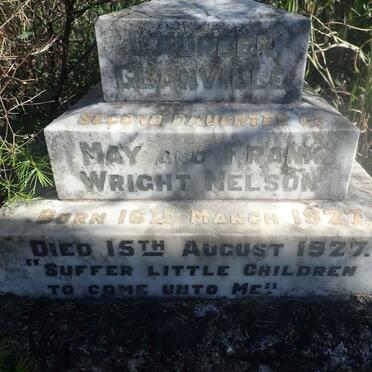 GLANVILLE
SECOND DAUGHTER OF
MAY AND FRANK
WRIGHT NELSON
BORN 16TH MARCH
DIED 15TH AUGUST 1927.
"SUFFER LITTLE CHILDREN
TO COME UNTO ME"